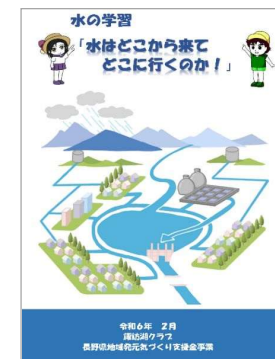 水の学習
「水はどこから来て
どこに行くのか！」
令和6年 2月
諏訪湖クラブ
長野県地域発元気づくり支援金事業